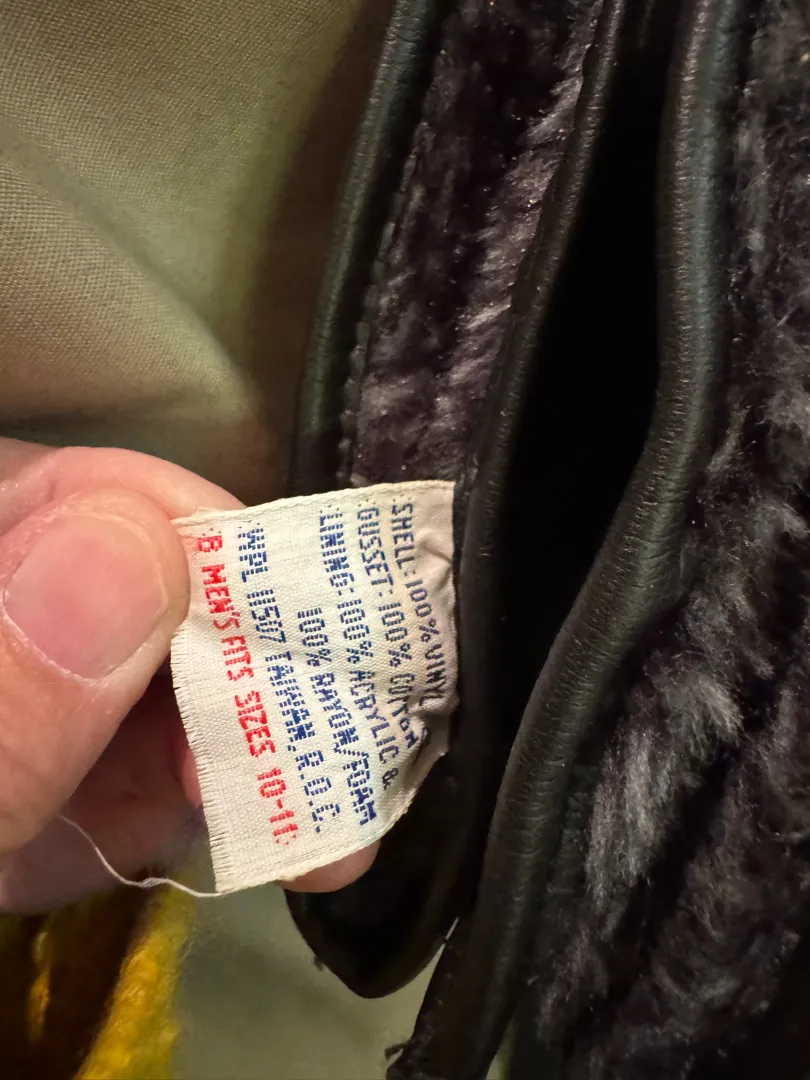 SHELL: 100% VINYL
GUSSET: 100% COTTON
LINING: 100% ACRYLIC &
100% RAYON/FOAM
WPL 11507 TAIWAN, R.O.C.
B MEN'S FITS SIZES 10-11